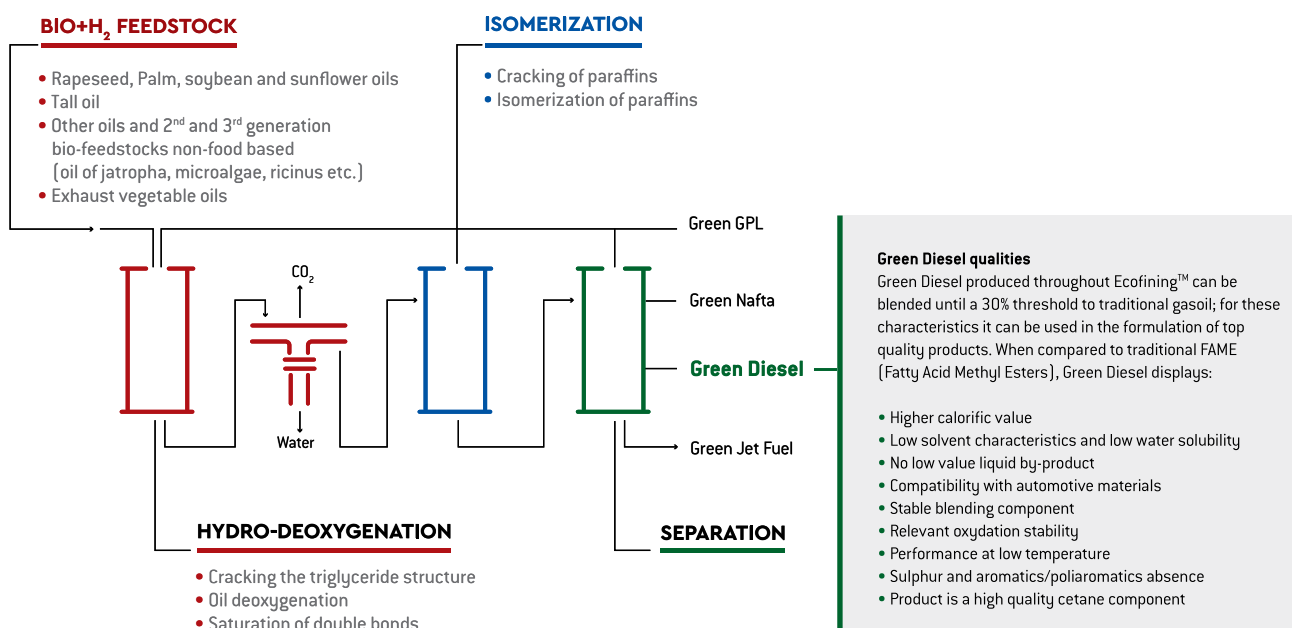 BIO+H₂ FEEDSTOCK
• Rapeseed, Palm, soybean and sunflower oils
• Tall oil
• Other oils and 2nd and 3rd generation
bio-feedstocks non-food based
(oil of jatropha, microalgae, ricinus etc.)
• Exhaust vegetable oils
ISOMERIZATION
• Cracking of paraffins
• Isomerization of paraffins
CO₂
Water
Green GPL
Green Nafta
Green Diesel
Green Jet Fuel
HYDRO-DEOXYGENATION
• Cracking the triglyceride structure
• Oil deoxygenation
• Saturation of double bonds
SEPARATION
Green Diesel qualities
Green Diesel produced throughout Ecofining™ can be
blended until a 30% threshold to traditional gasoil; for these
characteristics it can be used in the formulation of top
quality products. When compared to traditional FAME
(Fatty Acid Methyl Esters), Green Diesel displays:
• Higher calorific value
• Low solvent characteristics and low water solubility
• No low value liquid by-product
• Compatibility with automotive materials
• Stable blending component
• Relevant oxydation stability
• Performance at low temperature
• Sulphur and aromatics/poliaromatics absence
• Product is a high quality cetane component